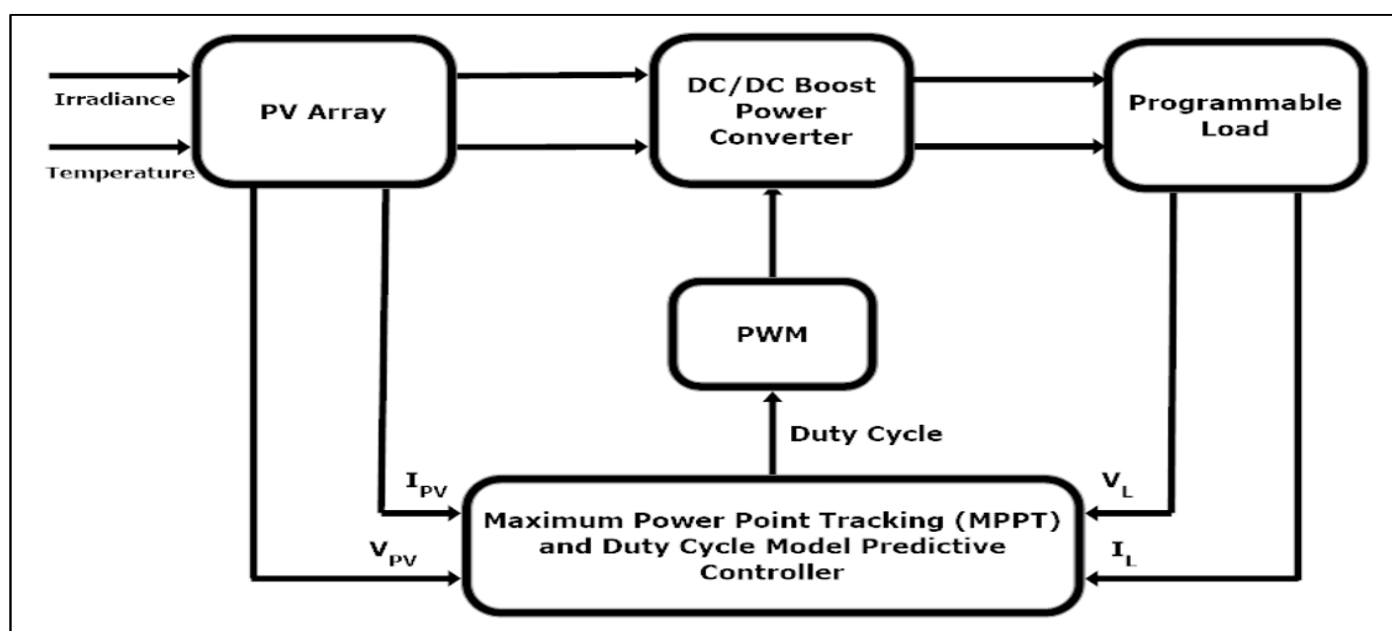 Irradiance
Temperature
PV Array
DC/DC Boost
Power
Converter
Programmable
Load
PWM
Duty Cycle
I_PV
V_PV
V_L
I_L
Maximum Power Point Tracking (MPPT)
and Duty Cycle Model Predictive
Controller